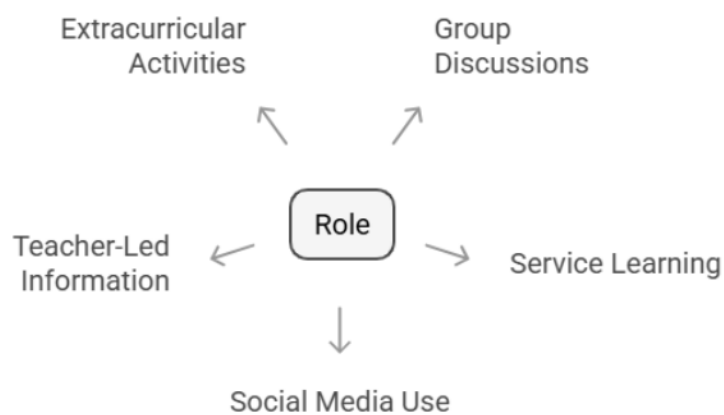 Extracurricular
Activities
Group
Discussions
Role
Teacher-Led
Information
Service Learning
Social Media Use